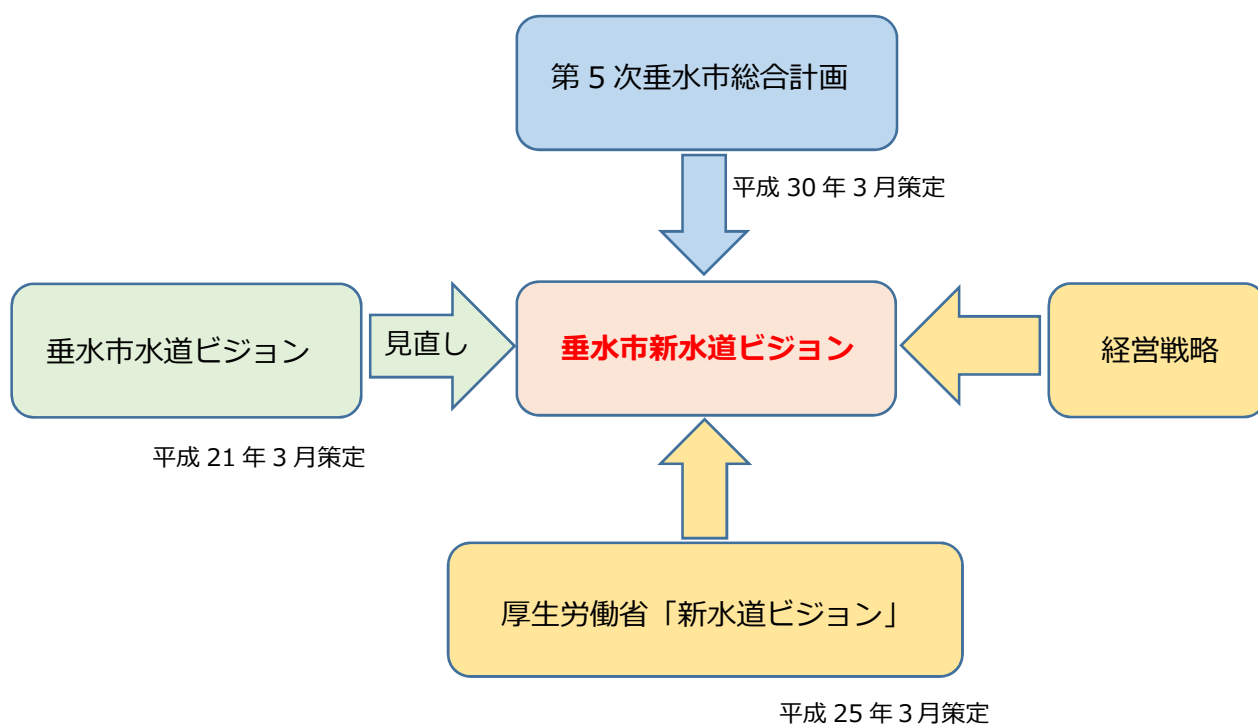 第 5 次垂水市総合計画
平成 30 年 3 月策定
垂水市水道ビジョン
見直し
垂水市新水道ビジョン
経営戦略
平成 21 年 3 月策定
厚生労働省「新水道ビジョン」
平成 25 年 3 月策定